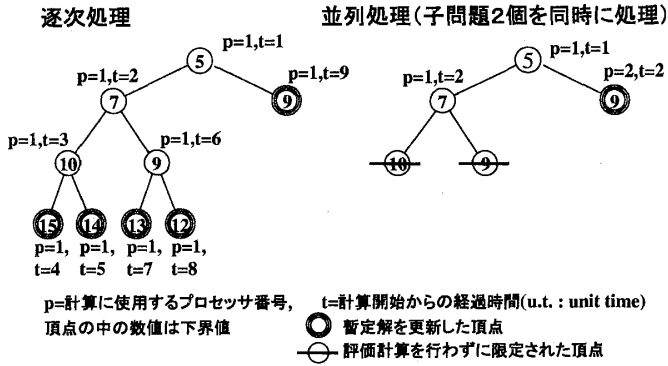 逐次処理
並列処理(子問題2個を同時に処理)
p=1,t=1
5
p=1,t=2
7
p=1,t=9
9
p=1,t=3
10
p=1,t=6
9
15
14
13
12
p=1,
t=4
p=1,
t=5
p=1,
t=7
p=1,
t=8
p=1,t=1
5
p=1,t=2
7
p=2,t=2
9
10
9
p=計算に使用するプロセッサ番号,
頂点の中の数値は下界値
t=計算開始からの経過時間(u.t. : unit time)
暫定解を更新した頂点
評価計算を行わずに限定された頂点